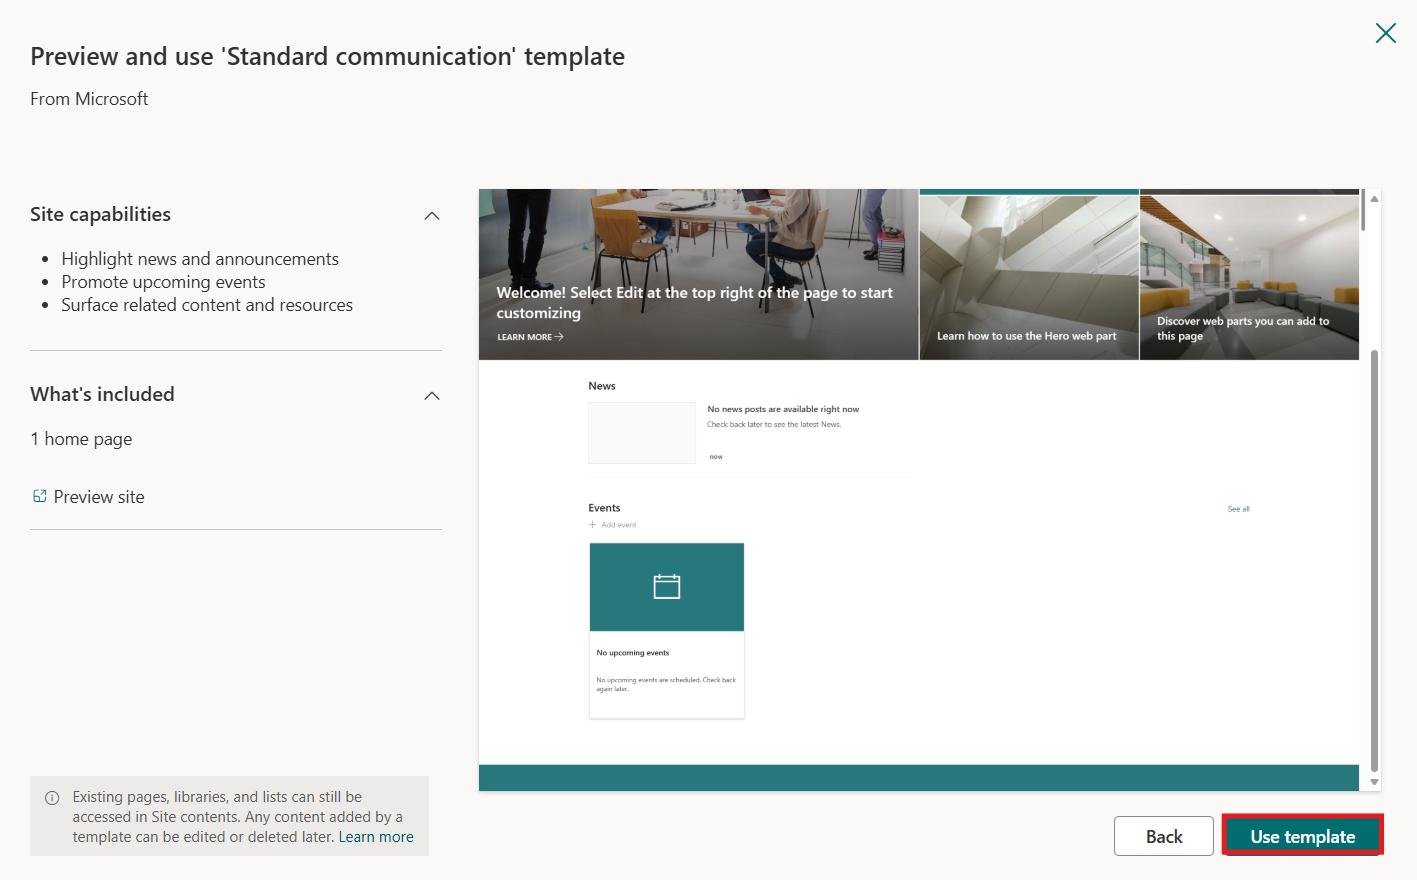 Preview and use 'Standard communication' template
From Microsoft
Site capabilities
Highlight news and announcements
Promote upcoming events
Surface related content and resources
What's included
1 home page
Preview site
Existing pages, libraries, and lists can still be
accessed in Site contents. Any content added by a
template can be edited or deleted later. Learn more
Welcome! Select Edit at the top right of the page to start
customizing
LEARN MORE
Learn how to use the Hero web part
Discover web parts you can add to
this page
News
No news posts are available right now
Check back later to see the latest News.
now
Events
See all
Add event
No upcoming events
No upcoming events are scheduled. Check back
again later.
Back
Use template